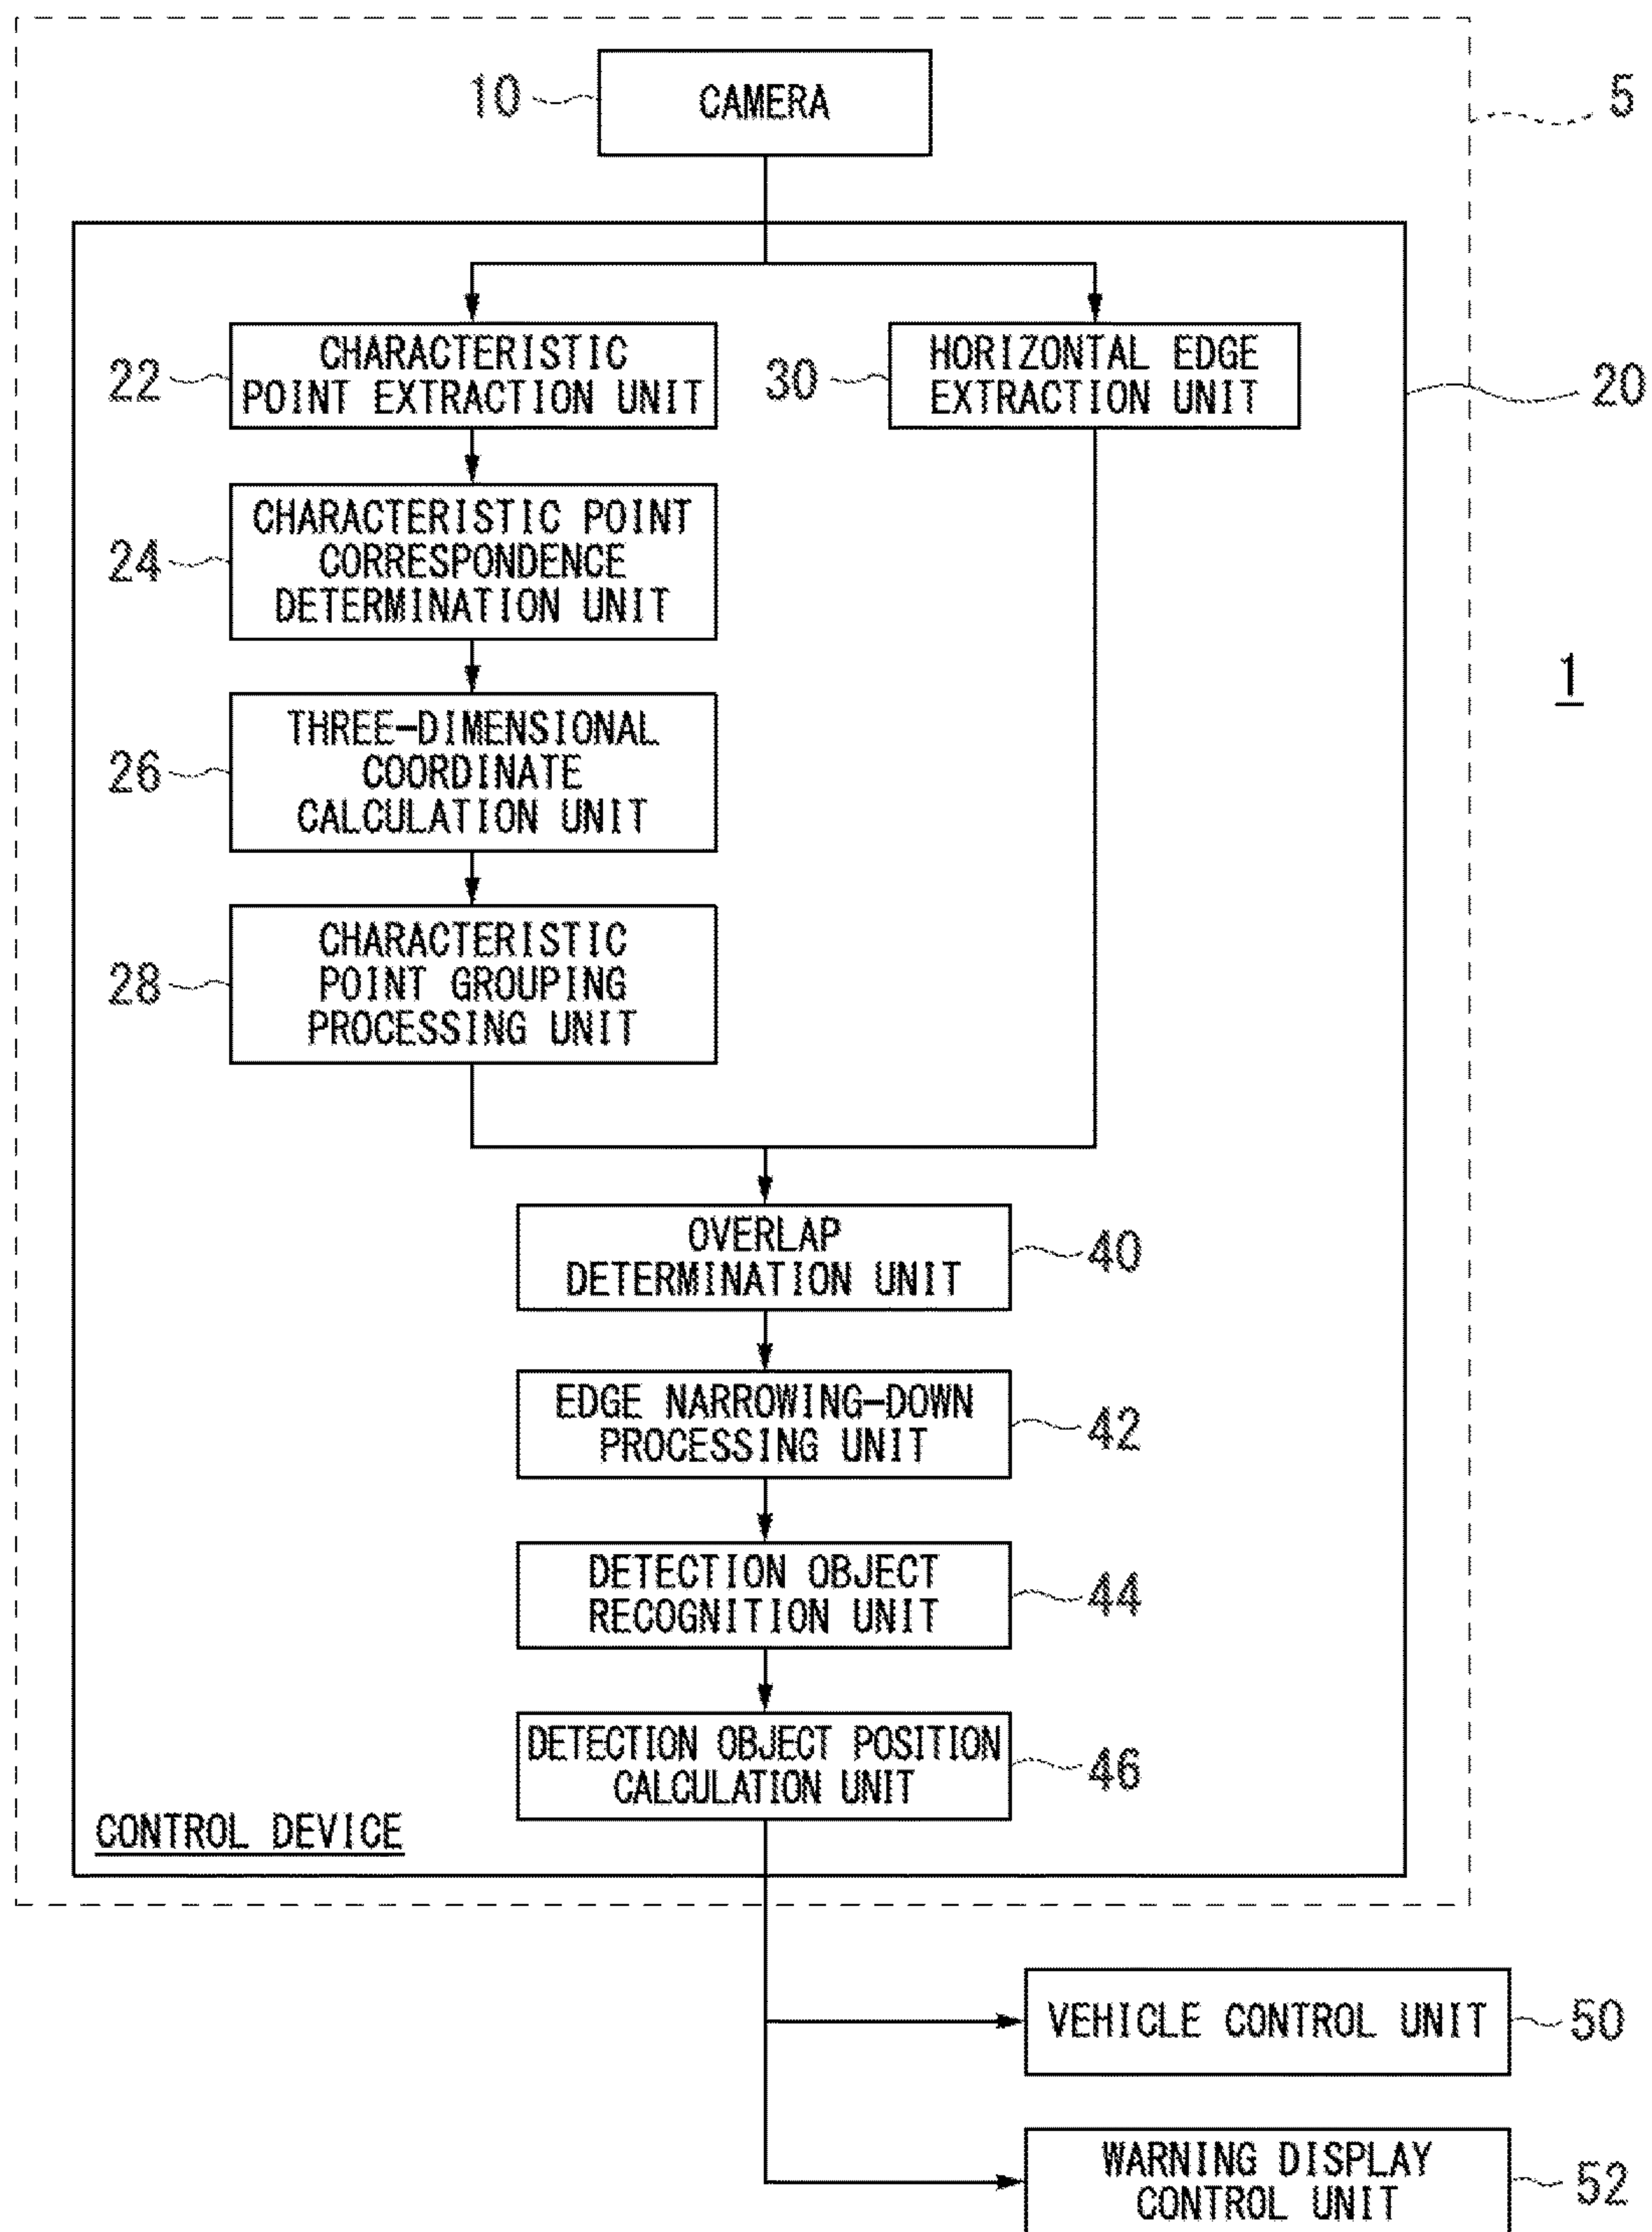 10
CAMERA
5
22
CHARACTERISTIC
POINT EXTRACTION UNIT
30
HORIZONTAL EDGE
EXTRACTION UNIT
20
24
CHARACTERISTIC POINT
CORRESPONDENCE
DETERMINATION UNIT
1
26
THREE-DIMENSIONAL
COORDINATE
CALCULATION UNIT
28
CHARACTERISTIC
POINT GROUPING
PROCESSING UNIT
OVERLAP
DETERMINATION UNIT
40
EDGE NARROWING-DOWN
PROCESSING UNIT
42
DETECTION OBJECT
RECOGNITION UNIT
44
DETECTION OBJECT POSITION
CALCULATION UNIT
46
CONTROL DEVICE
VEHICLE CONTROL UNIT
50
WARNING DISPLAY
CONTROL UNIT
52